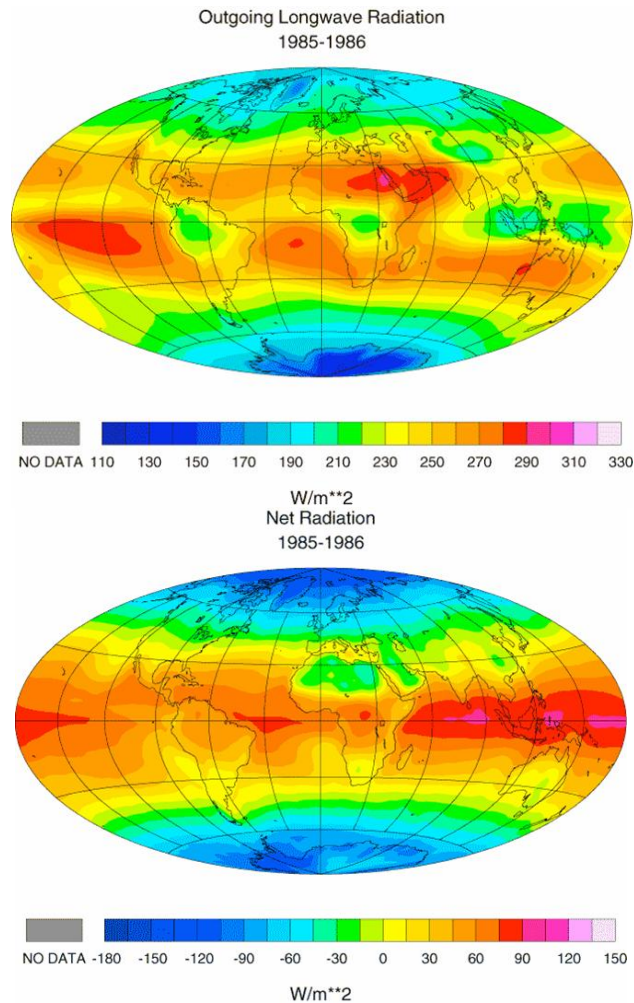 Outgoing Longwave Radiation
1985-1986
NO DATA 110 130 150 170 190 210 230 250 270 290 310 330
W/m**2
Net Radiation
1985-1986
NO DATA -180 -150 -120 -90 -60 -30 0 30 60 90 120 150
W/m**2